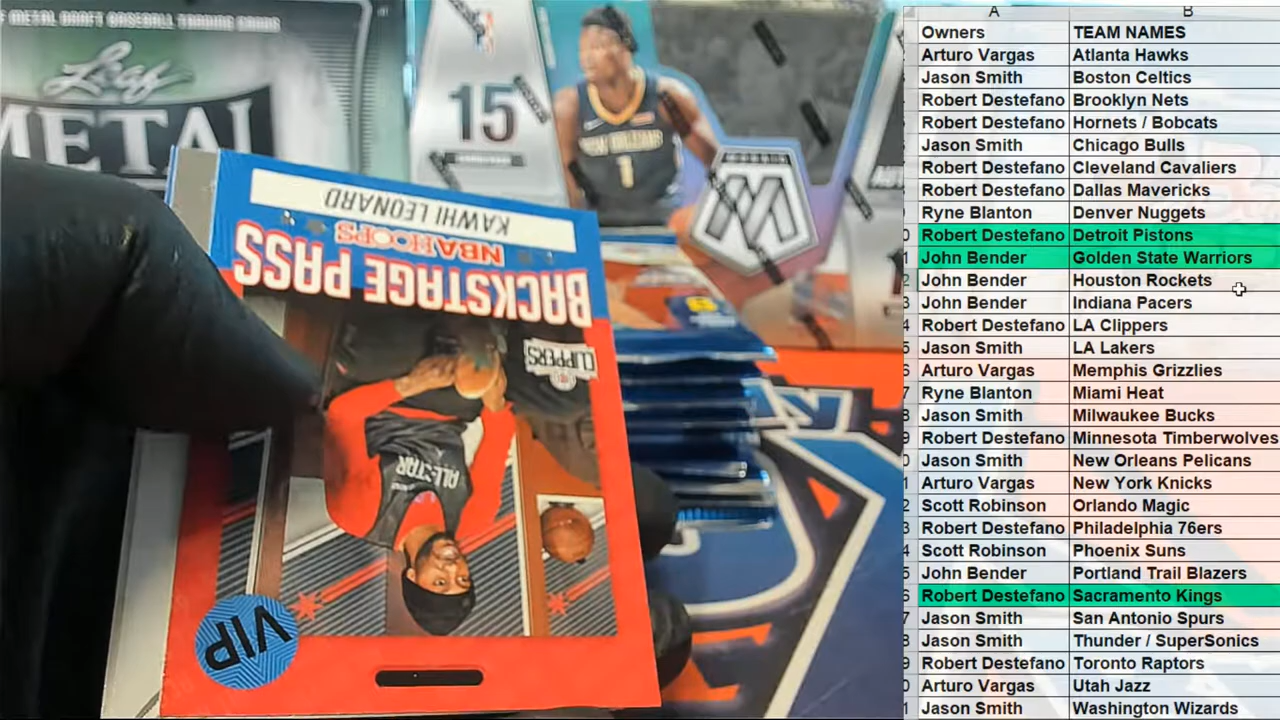 F METAL DRAFT BASEBALL TRADING CARDS
Leaf
METAL
15
NEW ORLEANS
1
MOSAIC
KAWHI LEONARD
NBA HOOPS
BACKSTAGE PASS
CLIPPERS
ALL-STAR
VIP
A B
Owners TEAM NAMES
Arturo Vargas Atlanta Hawks
Jason Smith Boston Celtics
Robert Destefano Brooklyn Nets
Robert Destefano Hornets / Bobcats
Jason Smith Chicago Bulls
Robert Destefano Cleveland Cavaliers
Robert Destefano Dallas Mavericks
Ryne Blanton Denver Nuggets
Robert Destefano Detroit Pistons
John Bender Golden State Warriors
John Bender Houston Rockets
John Bender Indiana Pacers
Robert Destefano LA Clippers
Jason Smith LA Lakers
Arturo Vargas Memphis Grizzlies
Ryne Blanton Miami Heat
Jason Smith Milwaukee Bucks
Robert Destefano Minnesota Timberwolves
Jason Smith New Orleans Pelicans
Arturo Vargas New York Knicks
Scott Robinson Orlando Magic
Robert Destefano Philadelphia 76ers
Scott Robinson Phoenix Suns
John Bender Portland Trail Blazers
Robert Destefano Sacramento Kings
Jason Smith San Antonio Spurs
Jason Smith Thunder / SuperSonics
Robert Destefano Toronto Raptors
Arturo Vargas Utah Jazz
Jason Smith Washington Wizards